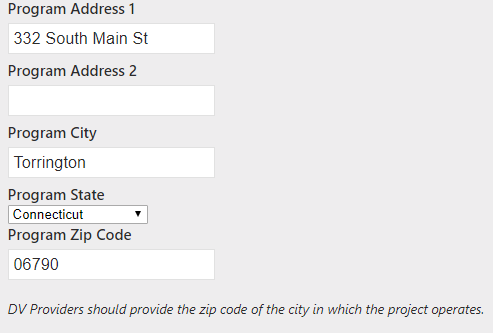 Program Address 1
332 South Main St
Program Address 2
Program City
Torrington
Program State
Connecticut
Program Zip Code
06790
DV Providers should provide the zip code of the city in which the project operates.